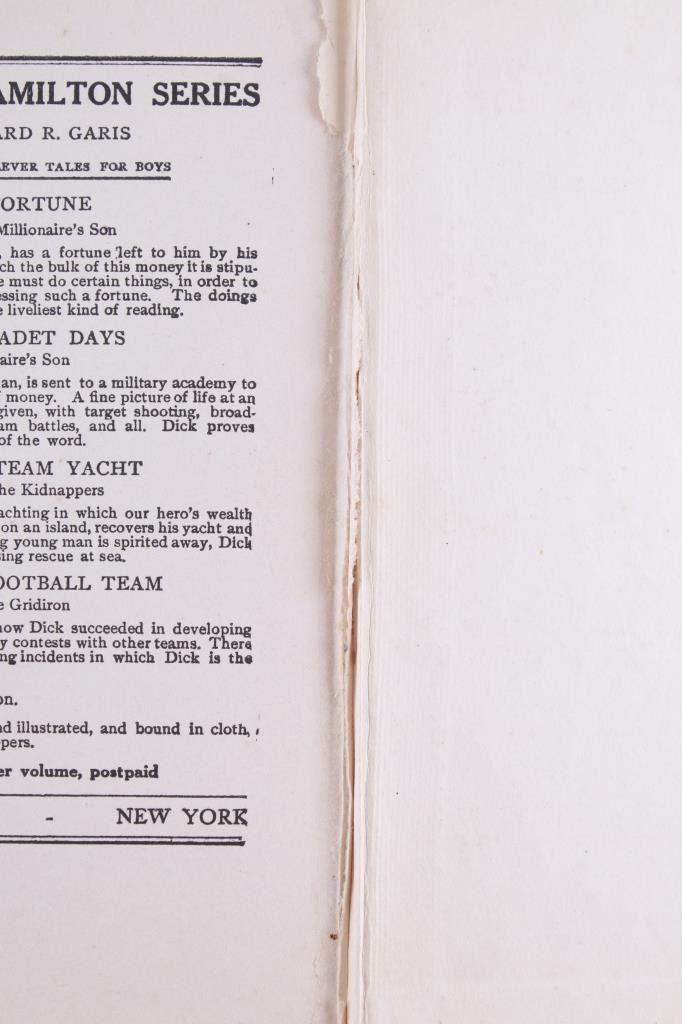 AMILTON SERIES
ARD R. GARIS
EVER TALES FOR BOYS
ORTUNE
Millionaire's Son
, has a fortune left to him by his
ch the bulk of this money it is stipu-
e must do certain things, in order to
essing such a fortune. The doings
e liveliest kind of reading.
ADET DAYS
aire's Son
an, is sent to a military academy to
f money. A fine picture of life at an
given, with target shooting, broad-
am battles, and all. Dick proves
of the word.
TEAM YACHT
he Kidnappers
achting in which our hero's wealth
on an island, recovers his yacht and
g young man is spirited away, Dick
sing rescue at sea.
OOTBALL TEAM
e Gridiron
how Dick succeeded in developing
y contests with other teams. There
ng incidents in which Dick is the
on.
nd illustrated, and bound in cloth,
pers.
er volume, postpaid
- NEW YORK